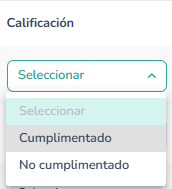 Calificación
Seleccionar
Seleccionar
Cumplimentado
No cumplimentado